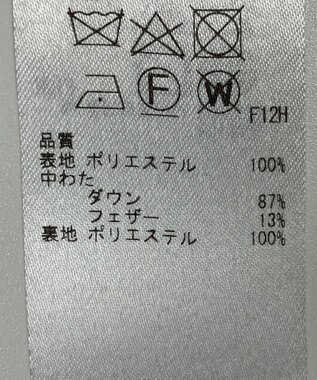 F W F12H
品質
表地 ポリエステル 100%
中わた
ダウン 87%
フェザー 13%
裏地 ポリエステル 100%